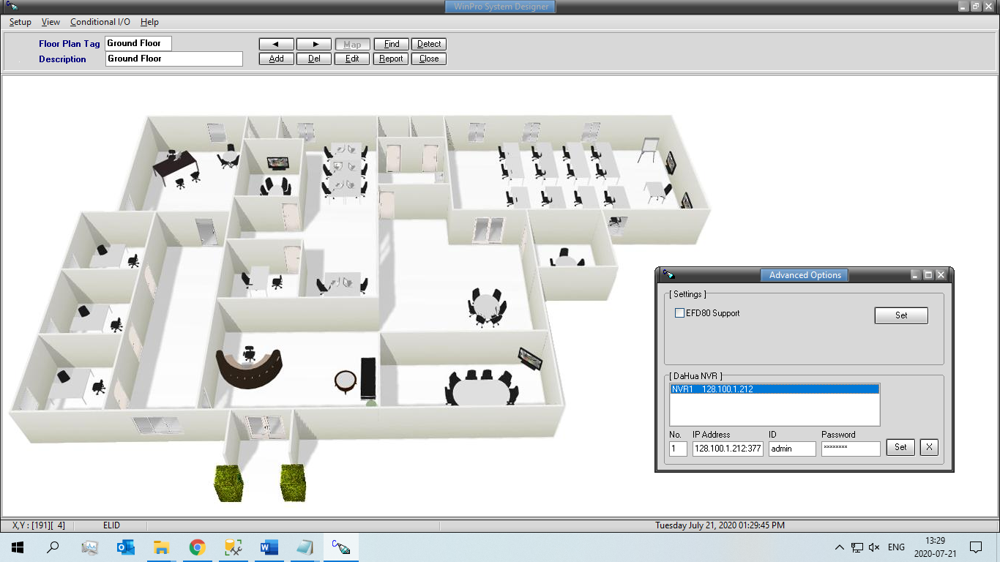 WinPro System Designer
Setup View Conditional I/O Help
Floor Plan Tag Ground Floor ◄ ► Map Find Detect
Description Ground Floor Add Del Edit Report Close
Advanced Options
[ Settings ]
EFD80 Support Set
[ DaHua NVR ]
NVR1 128.100.1.212
No. IP Address ID Password
1 128.100.1.212:377 admin ******** Set X
X,Y : [191][ 4] ELID Tuesday July 21, 2020 01:29:45 PM
ENG 13:29
2020-07-21